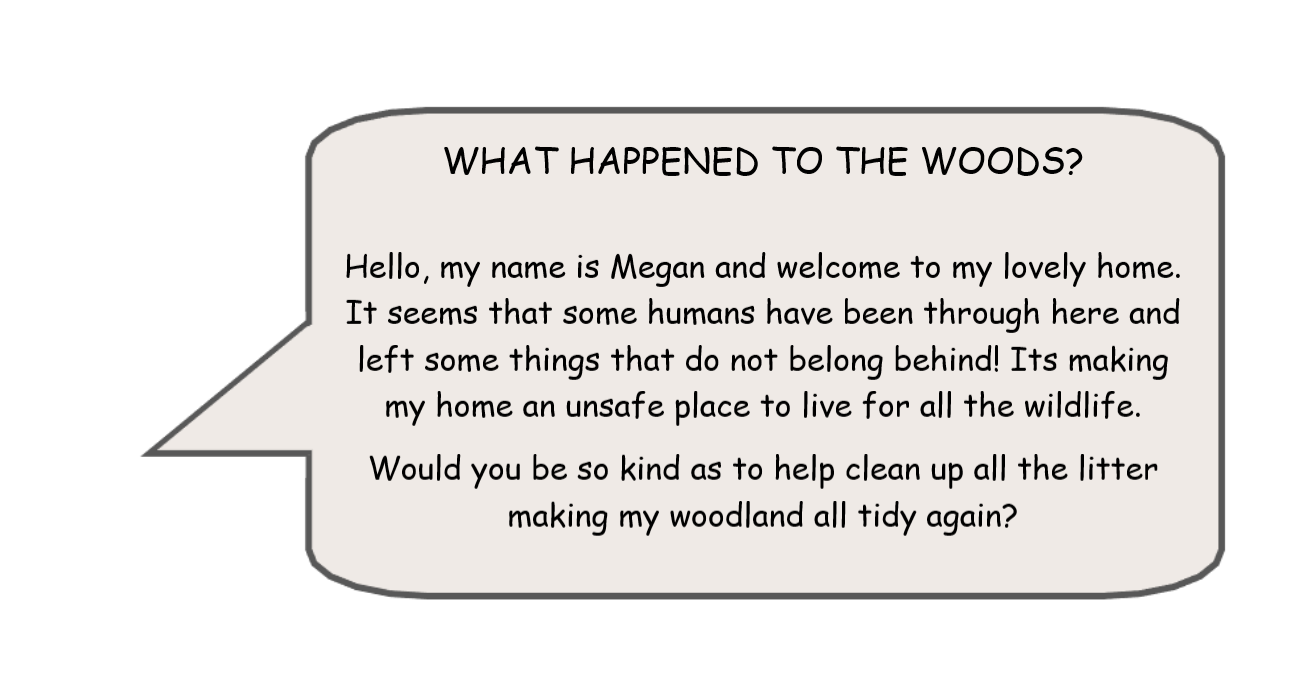 WHAT HAPPENED TO THE WOODS?
Hello, my name is Megan and welcome to my lovely home.
It seems that some humans have been through here and
left some things that do not belong behind! Its making
my home an unsafe place to live for all the wildlife.
Would you be so kind as to help clean up all the litter
making my woodland all tidy again?